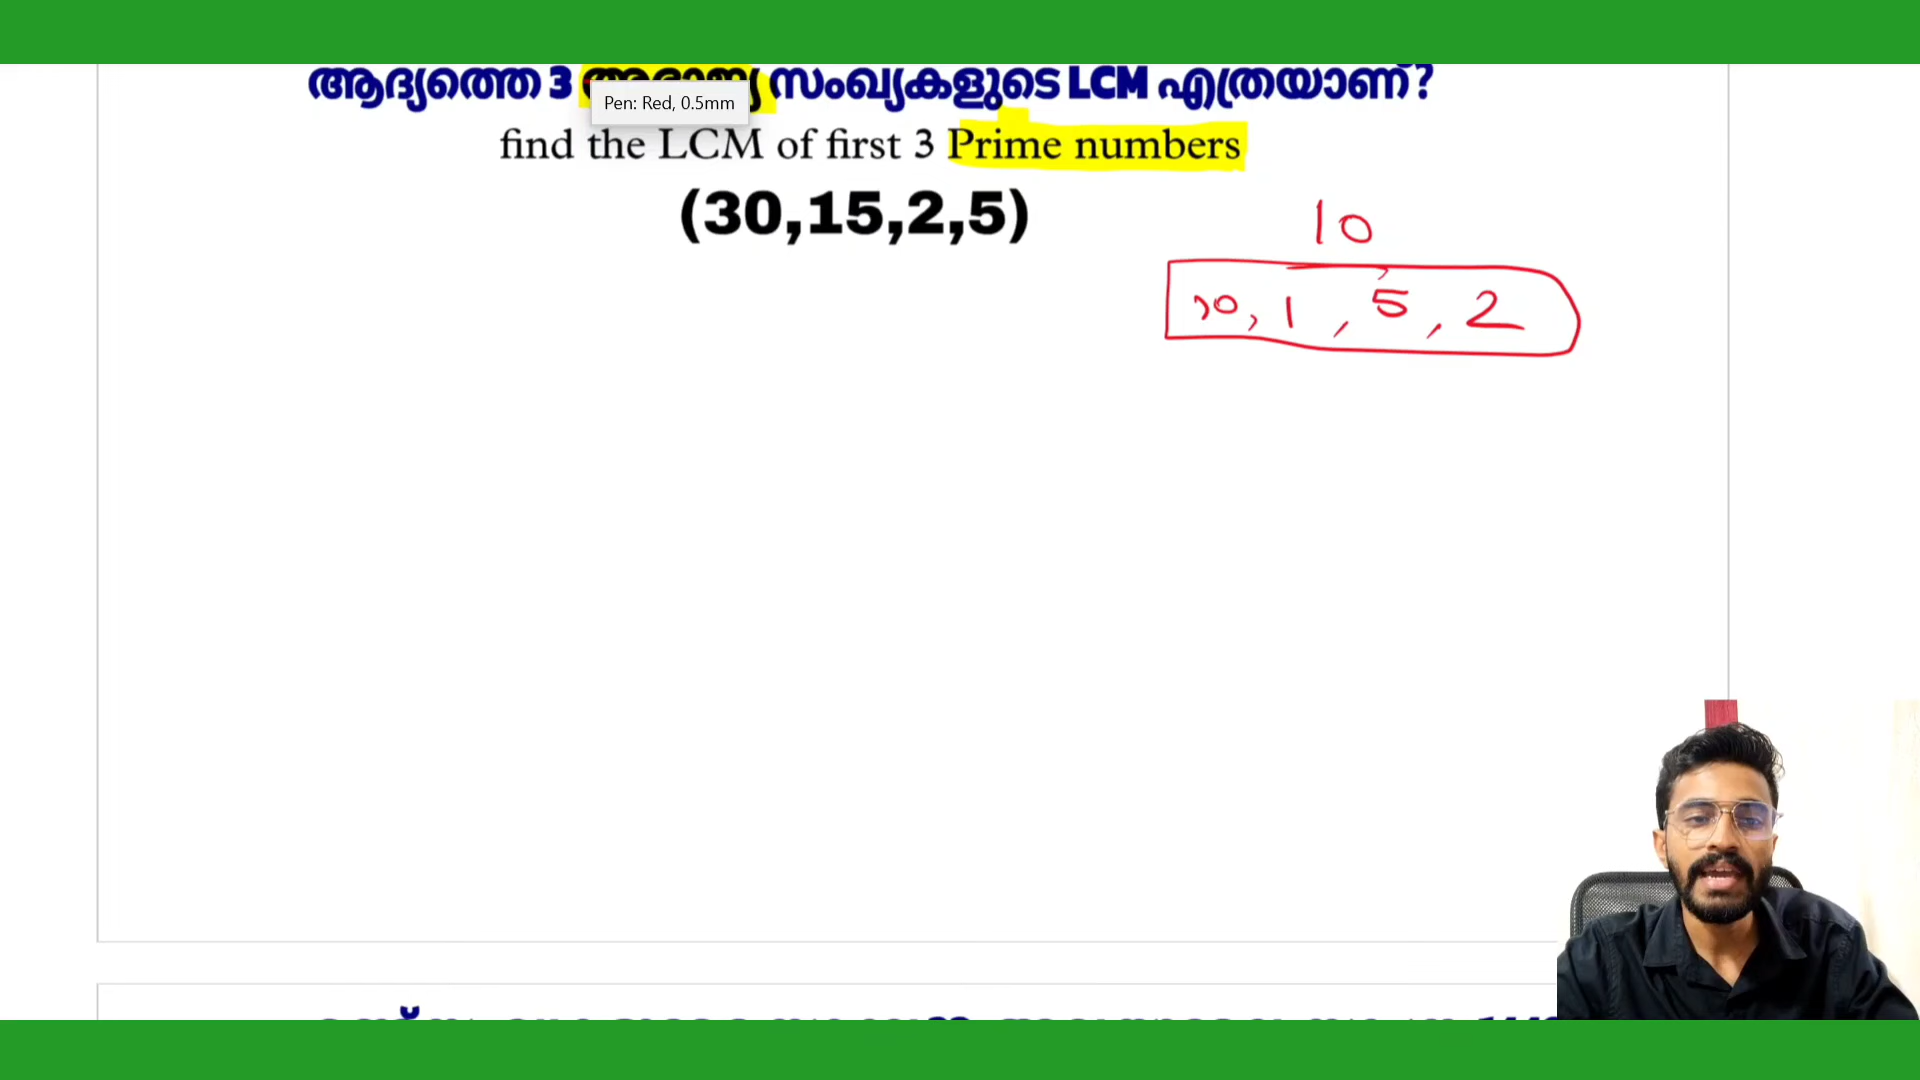 ആദ്യത്തെ 3 അഭാജ്യ സംഖ്യകളുടെ LCM എത്രയാണ്?
Pen: Red, 0.5mm
find the LCM of first 3 Prime numbers
(30,15,2,5)
10
10, 1, 5, 2